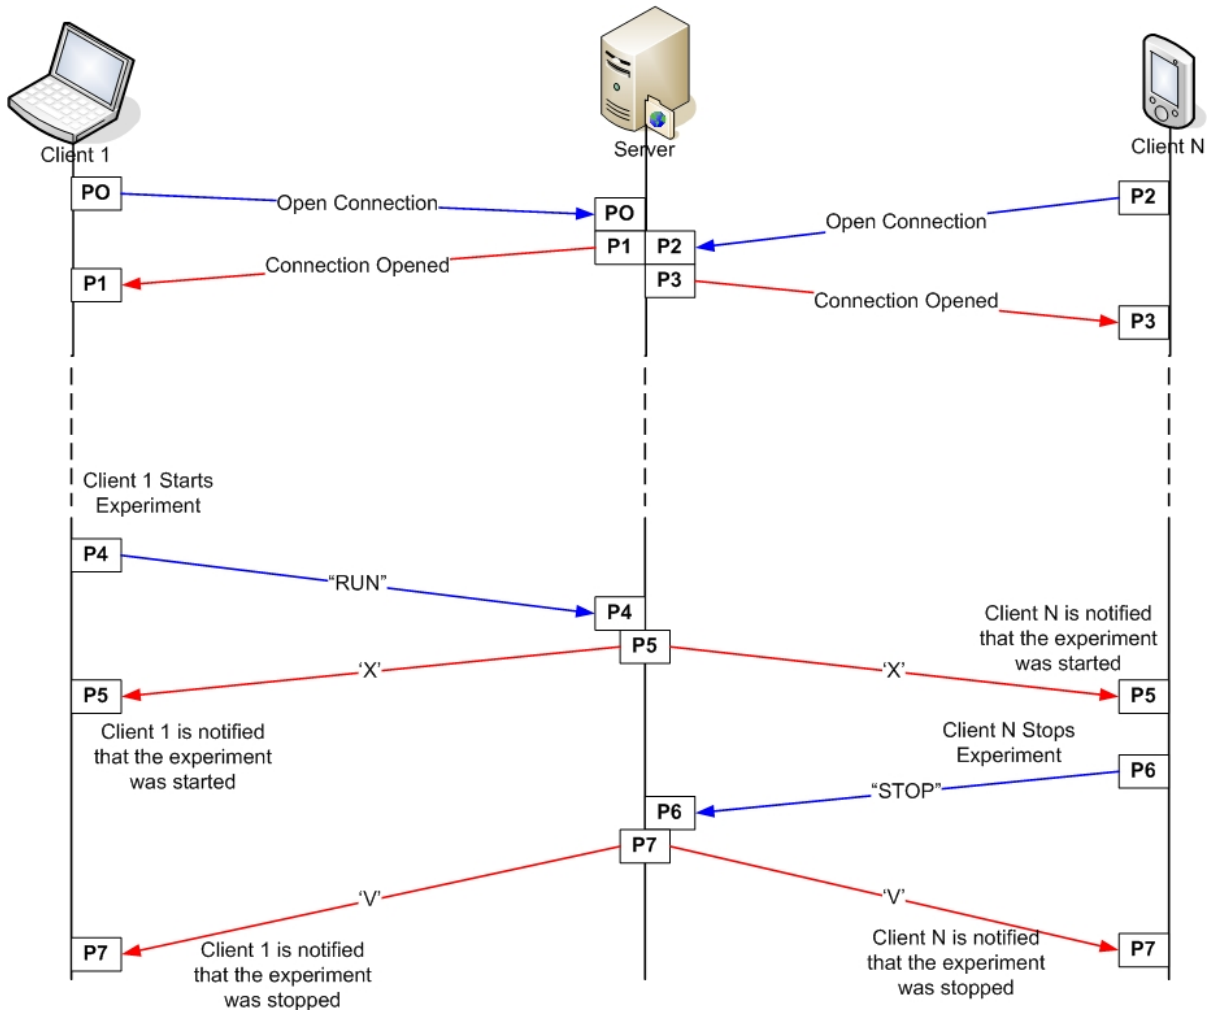 Client 1
Server
Client N
PO
Open Connection
PO
P2
Open Connection
P1
P2
Connection Opened
P1
P3
Connection Opened
P3
Client 1 Starts
Experiment
P4
“RUN”
P4
Client N is notified
that the experiment
was started
P5
‘X’
‘X’
P5
P5
Client 1 is notified
that the experiment
was started
Client N Stops
Experiment
P6
“STOP”
P6
P7
‘V’
‘V’
P7
Client 1 is notified
that the experiment
was stopped
Client N is notified
that the experiment
was stopped
P7